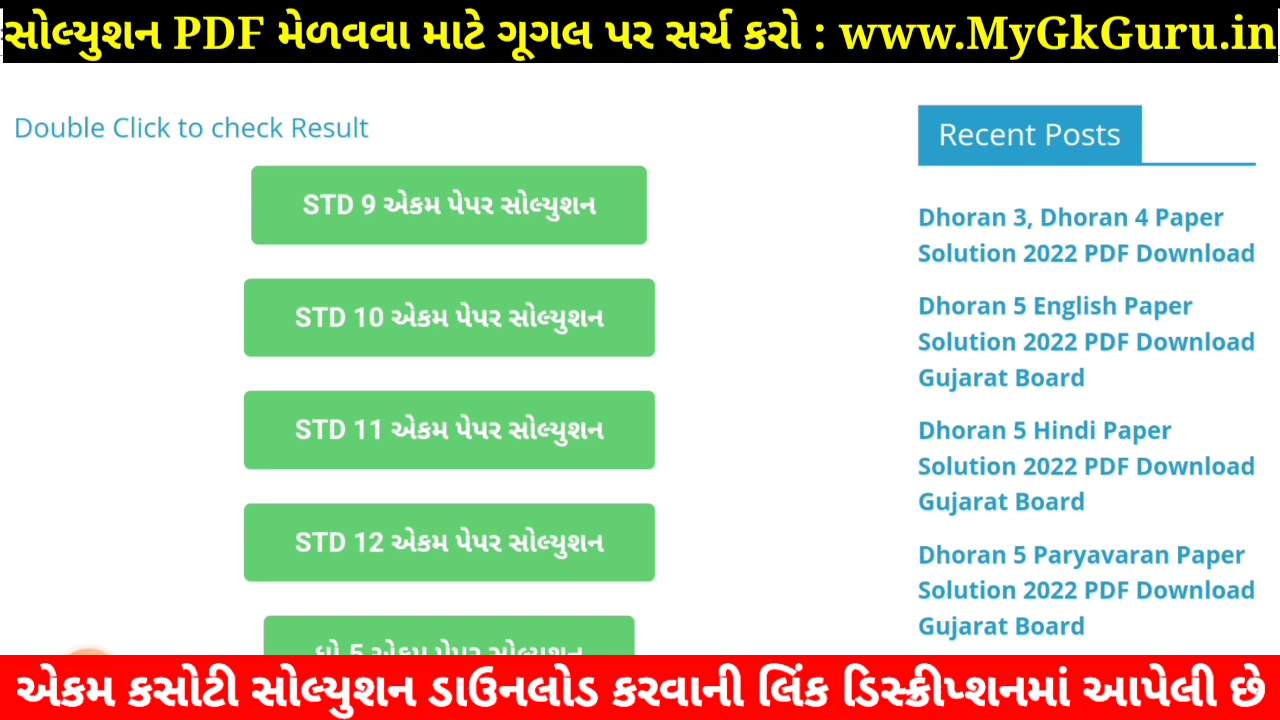 સોલ્યુશન PDF મેળવવા માટે ગૂગલ પર સર્ચ કરો : www.MyGkGuru.in
Double Click to check Result
STD 9 એકમ પેપર સોલ્યુશન
STD 10 એકમ પેપર સોલ્યુશન
STD 11 એકમ પેપર સોલ્યુશન
STD 12 એકમ પેપર સોલ્યુશન
ધો 5 એકમ પેપર સોલ્યુશન
Recent Posts
Dhoran 3, Dhoran 4 Paper
Solution 2022 PDF Download
Dhoran 5 English Paper
Solution 2022 PDF Download
Gujarat Board
Dhoran 5 Hindi Paper
Solution 2022 PDF Download
Gujarat Board
Dhoran 5 Paryavaran Paper
Solution 2022 PDF Download
Gujarat Board
એકમ કસોટી સોલ્યુશન ડાઉનલોડ કરવાની લિંક ડિસ્ક્રીપ્શનમાં આપેલી છે